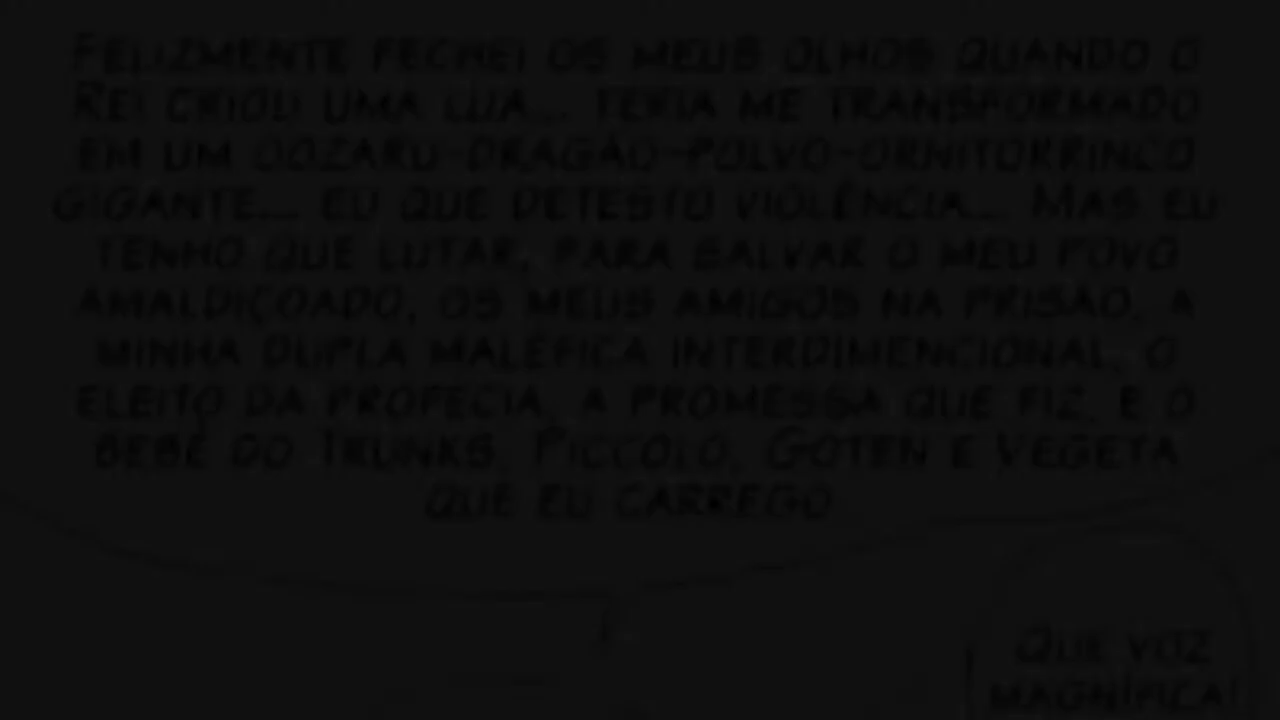 Felizmente fechei os meus olhos quando o
Rei criou uma lua... teria me transformado
em um oozaru-dragão-polvo-ornitorrinco
gigante... eu que detesto violência... Mas eu
tenho que lutar, para salvar o meu povo
amaldiçoado, os meus amigos na prisão, a
minha dupla maléfica interdimencional, o
eleito da profecia, a promessa que fiz, e o
bebê do Trunks, Piccolo, Goten e Vegeta
que eu carrego
Que voz
magnífica!